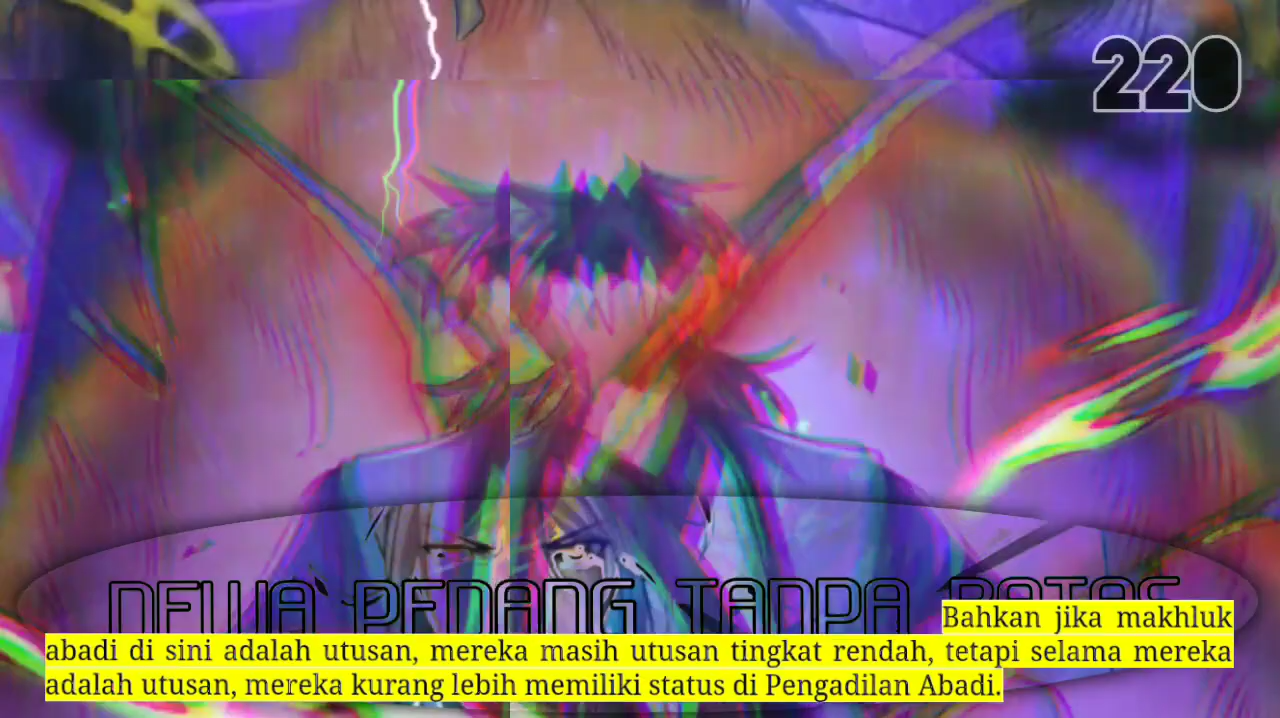 220
DEWA PEDANG TANPA BATAS
Bahkan jika makhluk
abadi di sini adalah utusan, mereka masih utusan tingkat rendah, tetapi selama mereka
adalah utusan, mereka kurang lebih memiliki status di Pengadilan Abadi.